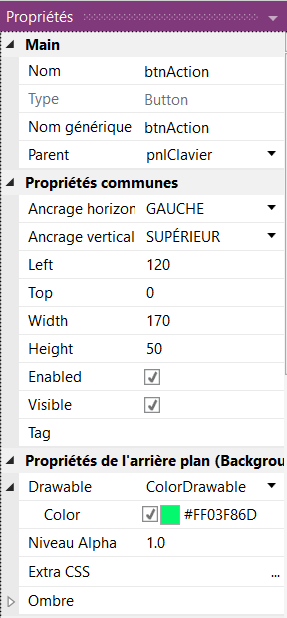 Propriétés
Main
Nom btnAction
Type Button
Nom générique btnAction
Parent pnlClavier
Propriétés communes
Ancrage horizon GAUCHE
Ancrage vertical SUPÉRIEUR
Left 120
Top 0
Width 170
Height 50
Enabled
Visible
Tag
Propriétés de l'arrière plan (Backgrou
Drawable ColorDrawable
Color #FF03F86D
Niveau Alpha 1.0
Extra CSS ...
Ombre